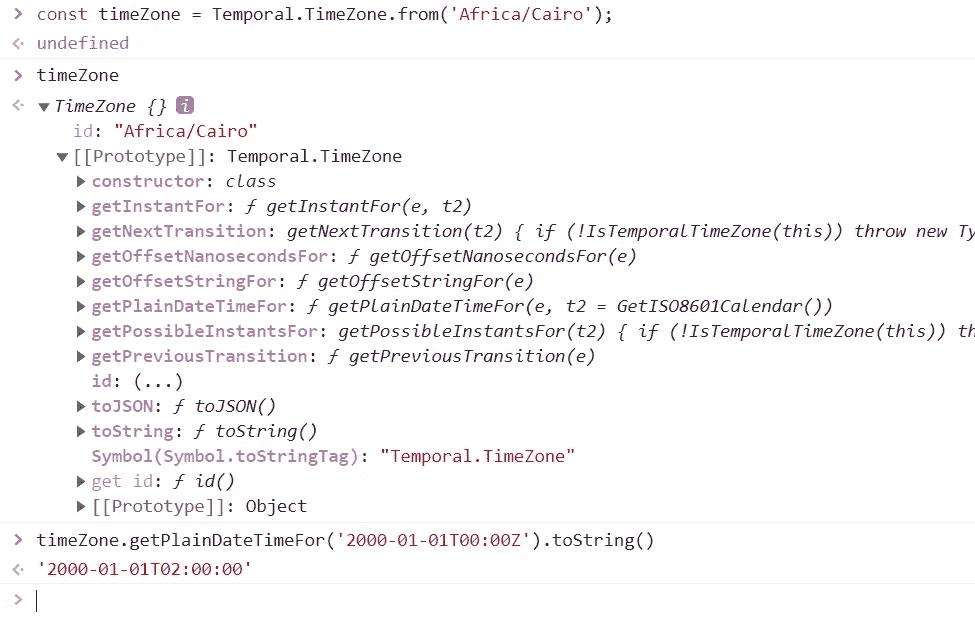 > const timeZone = Temporal.TimeZone.from('Africa/Cairo');
undefined
> timeZone
TimeZone {} i
id: "Africa/Cairo"
[[Prototype]]: Temporal.TimeZone
constructor: class
getInstantFor: ƒ getInstantFor(e, t2)
getNextTransition: getNextTransition(t2) { if (!IsTemporalTimeZone(this)) throw new Ty
getOffsetNanosecondsFor: ƒ getOffsetNanosecondsFor(e)
getOffsetStringFor: ƒ getOffsetStringFor(e)
getPlainDateTimeFor: ƒ getPlainDateTimeFor(e, t2 = GetISO8601Calendar())
getPossibleInstantsFor: getPossibleInstantsFor(t2) { if (!IsTemporalTimeZone(this)) th
getPreviousTransition: ƒ getPreviousTransition(e)
id: (...)
toJSON: ƒ toJSON()
toString: ƒ toString()
Symbol(Symbol.toStringTag): "Temporal.TimeZone"
get id: ƒ id()
[[Prototype]]: Object
> timeZone.getPlainDateTimeFor('2000-01-01T00:00Z').toString()
'2000-01-01T02:00:00'
>